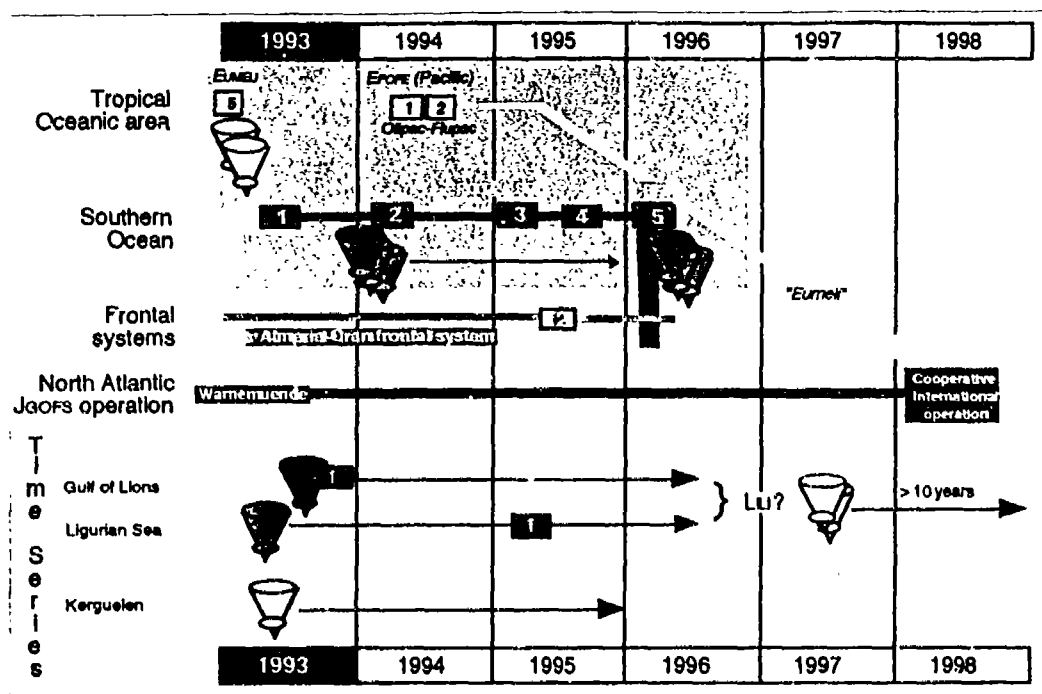 1993 1994 1995 1996 1997 1998
EUMELI EPOPE (Pacific)
Tropical
Oceanic area
5 1 2
Olipac-Flupac
Southern
Ocean
1 2 3 4 5
"Eumeli"
Frontal
systems
2
Almeria-Oran frontal system
North Atlantic
JGOFS operation
Warnemuende
Cooperative
International
operation
Time Series
Gulf of Lions
1
> 10 years
Ligurian Sea
1
Kerguelen
1993 1994 1995 1996 1997 1998